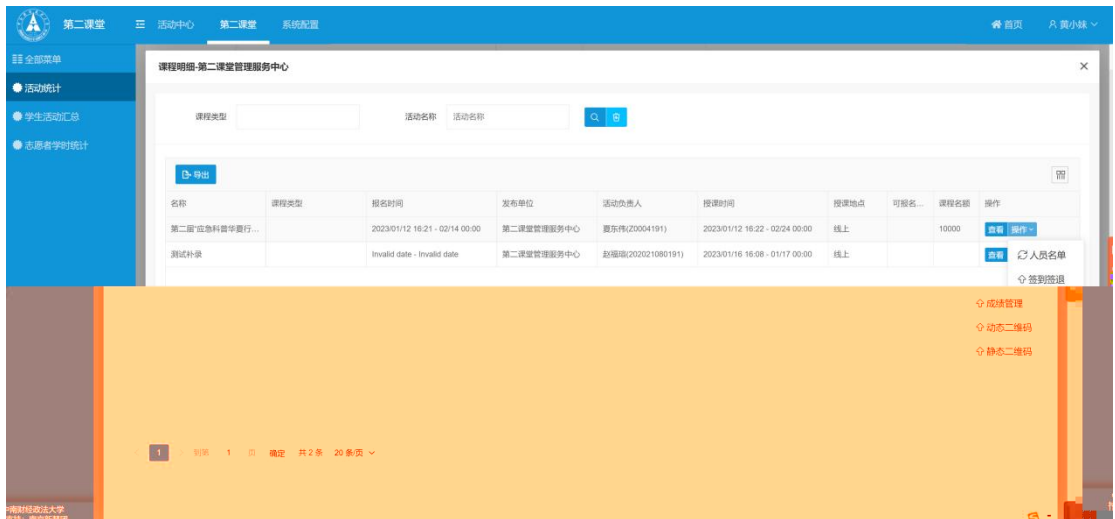 第二课堂 活动中心 第二课堂 系统配置 首页 黄小妹
全部菜单
课程明细-第二课堂管理服务中心
活动统计
学生活动汇总
课程类型 活动名称 活动名称
志愿者学时统计
导出
名称 课程类型 报名时间 发布单位 活动负责人 授课时间 授课地点 可报名... 课程名额 操作
第二届"应急科普华夏行... 2023/01/12 16:21 - 02/14 00:00 第二课堂管理服务中心 夏东伟(Z0004191) 2023/01/12 16:22 - 02/24 00:00 线上 10000 查看 操作
测试补录 Invalid date - Invalid date 第二课堂管理服务中心 (202021080191) 2023/01/16 16:08 - 01/17 00:00 线上 查看 人员名单
签到签退
成绩管理
动态二维码
静态二维码
1 到第 1 页 确定 共 2 条 20 条/页
中南财经政法大学